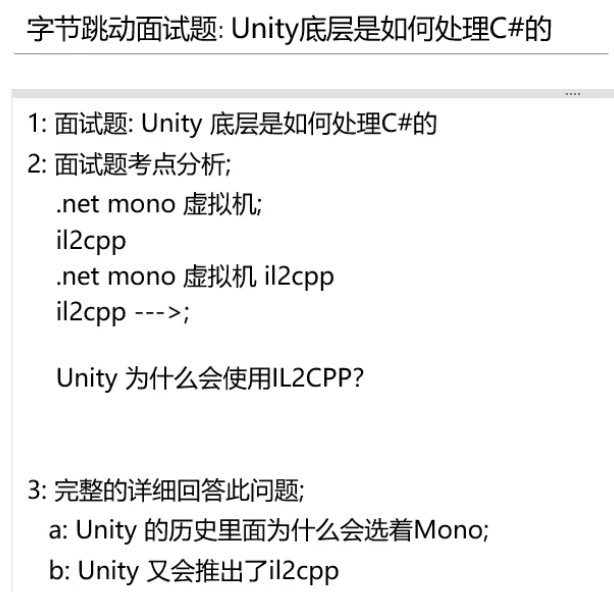 字节跳动面试题: Unity底层是如何处理C#的
1: 面试题: Unity 底层是如何处理C#的
2: 面试题考点分析;
.net mono 虚拟机;
il2cpp
.net mono 虚拟机 il2cpp
il2cpp --->;
Unity 为什么会使用IL2CPP?
3: 完整的详细回答此问题;
a: Unity 的历史里面为什么会选着Mono;
b: Unity 又会推出了il2cpp